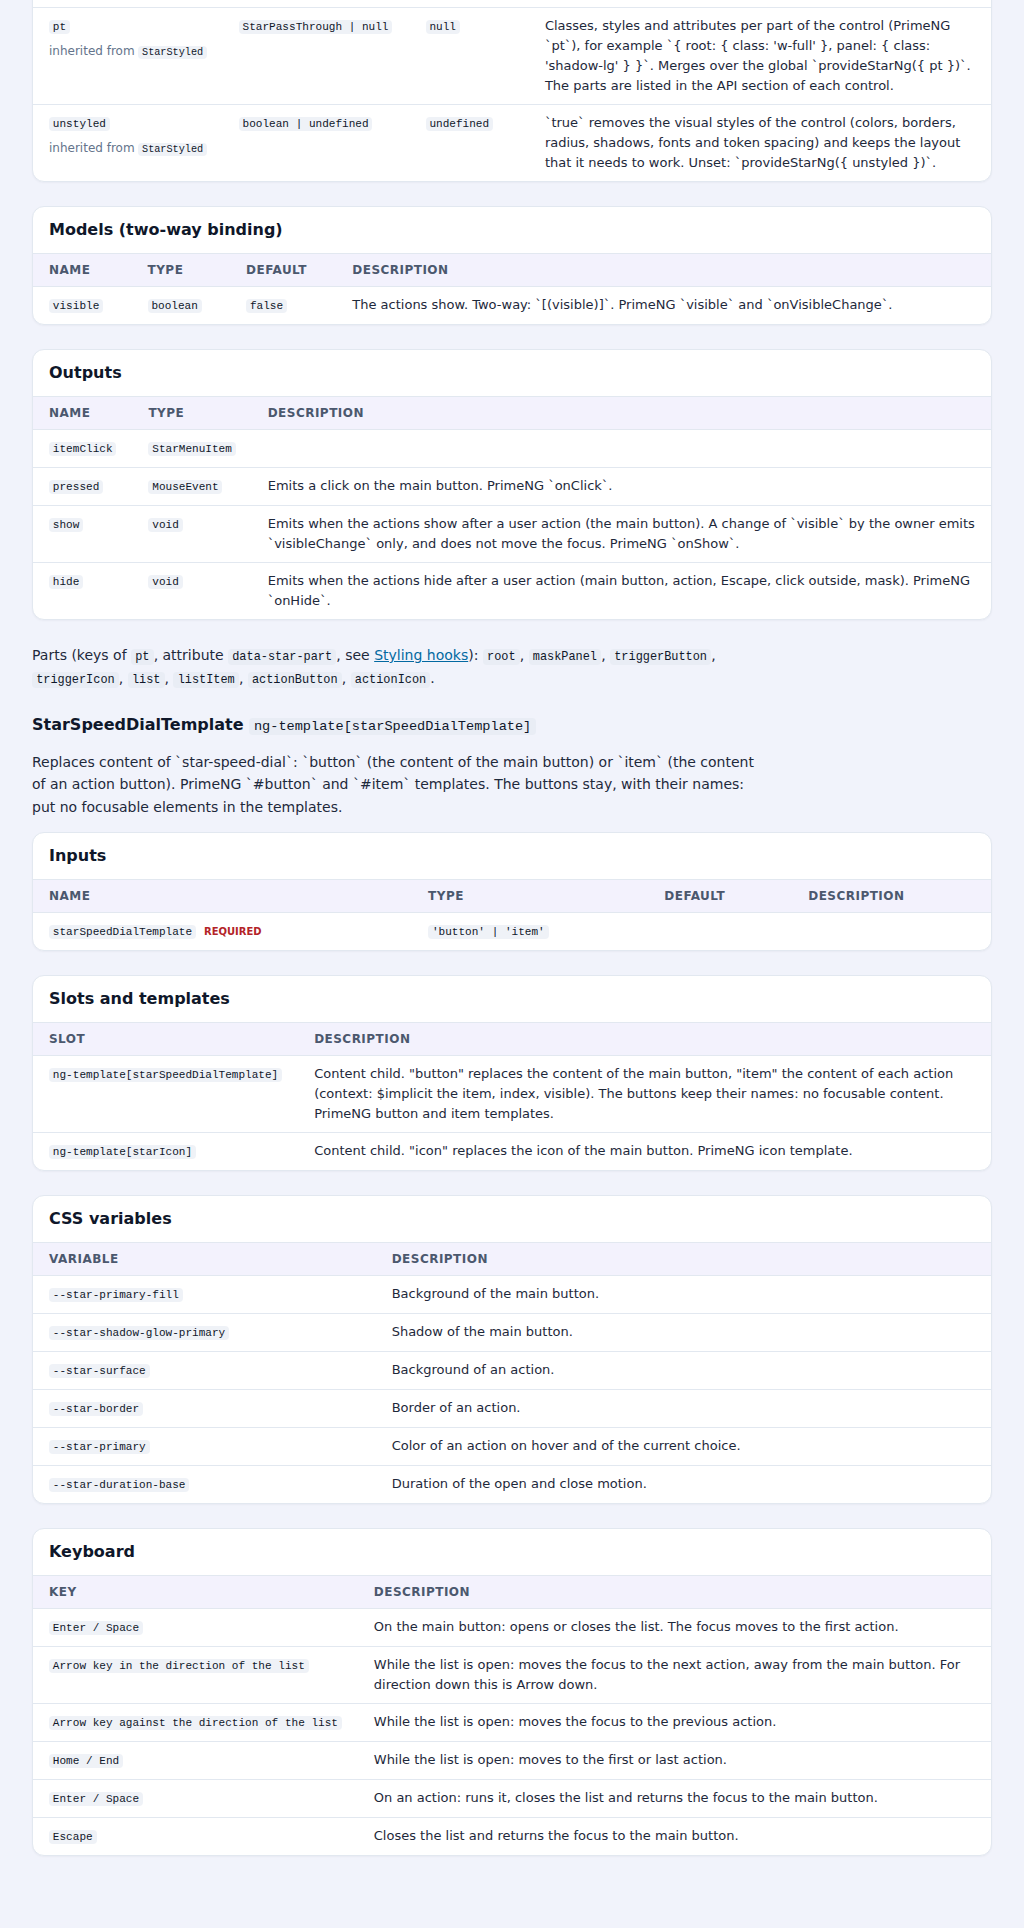 pt StarPassThrough | null null Classes, styles and attributes per part of the control (PrimeNG
inherited from StarStyled `pt`), for example `{ root: { class: 'w-full' }, panel: { class:
'shadow-lg' } }`. Merges over the global `provideStarNg({ pt })`.
The parts are listed in the API section of each control.
unstyled boolean | undefined undefined `true` removes the visual styles of the control (colors, borders,
inherited from StarStyled radius, shadows, fonts and token spacing) and keeps the layout
that it needs to work. Unset: `provideStarNg({ unstyled })`.
Models (two-way binding)
NAME TYPE DEFAULT DESCRIPTION
visible boolean false The actions show. Two-way: `[(visible)]`. PrimeNG `visible` and `onVisibleChange`.
Outputs
NAME TYPE DESCRIPTION
itemClick StarMenuItem
pressed MouseEvent Emits a click on the main button. PrimeNG `onClick`.
show void Emits when the actions show after a user action (the main button). A change of `visible` by the owner emits
`visibleChange` only, and does not move the focus. PrimeNG `onShow`.
hide void Emits when the actions hide after a user action (main button, action, Escape, click outside, mask). PrimeNG
`onHide`.
Parts (keys of pt, attribute data-star-part, see Styling hooks): root, maskPanel, triggerButton,
triggerIcon, list, listItem, actionButton, actionIcon.
StarSpeedDialTemplate ng-template[starSpeedDialTemplate]
Replaces content of `star-speed-dial`: `button` (the content of the main button) or `item` (the content
of an action button). PrimeNG `#button` and `#item` templates. The buttons stay, with their names:
put no focusable elements in the templates.
Inputs
NAME TYPE DEFAULT DESCRIPTION
starSpeedDialTemplate REQUIRED 'button' | 'item'
Slots and templates
SLOT DESCRIPTION
ng-template[starSpeedDialTemplate] Content child. "button" replaces the content of the main button, "item" the content of each action
(context: $implicit the item, index, visible). The buttons keep their names: no focusable content.
PrimeNG button and item templates.
ng-template[starIcon] Content child. "icon" replaces the icon of the main button. PrimeNG icon template.
CSS variables
VARIABLE DESCRIPTION
--star-primary-fill Background of the main button.
--star-shadow-glow-primary Shadow of the main button.
--star-surface Background of an action.
--star-border Border of an action.
--star-primary Color of an action on hover and of the current choice.
--star-duration-base Duration of the open and close motion.
Keyboard
KEY DESCRIPTION
Enter / Space On the main button: opens or closes the list. The focus moves to the first action.
Arrow key in the direction of the list While the list is open: moves the focus to the next action, away from the main button. For
direction down this is Arrow down.
Arrow key against the direction of the list While the list is open: moves the focus to the previous action.
Home / End While the list is open: moves to the first or last action.
Enter / Space On an action: runs it, closes the list and returns the focus to the main button.
Escape Closes the list and returns the focus to the main button.